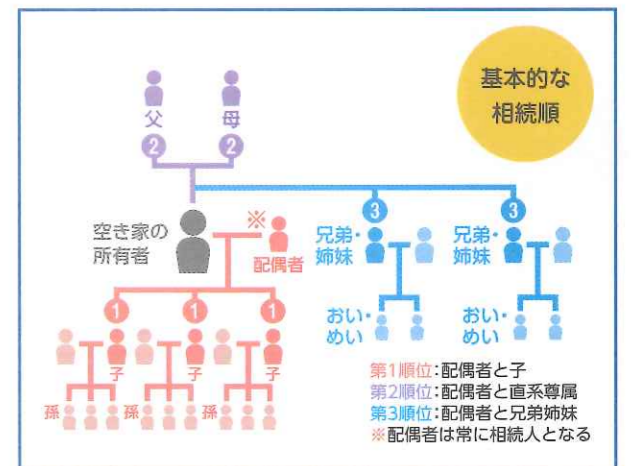 基本的な
相続順
父
母
2
2
3
3
空き家の
所有者
※
配偶者
兄弟・
姉妹
兄弟・
姉妹
1
1
1
おい・
めい
おい・
めい
子
子
子
孫
孫
孫
第1順位:配偶者と子
第2順位:配偶者と直系尊属
第3順位:配偶者と兄弟姉妹
※配偶者は常に相続人となる